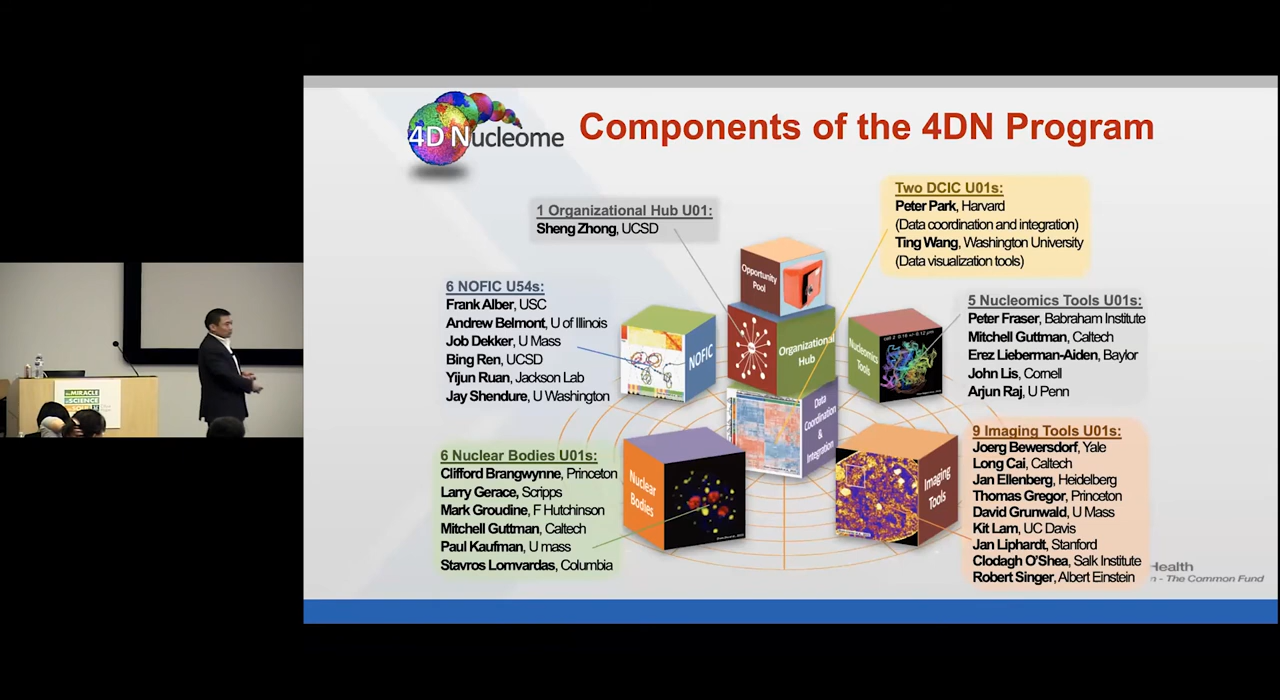 4D Nucleome
Components of the 4DN Program
1 Organizational Hub U01:
Sheng Zhong, UCSD
Two DCIC U01s:
Peter Park, Harvard
(Data coordination and integration)
Ting Wang, Washington University
(Data visualization tools)
6 NOFIC U54s:
Frank Alber, USC
Andrew Belmont, U of Illinois
Job Dekker, U Mass
Bing Ren, UCSD
Yijun Ruan, Jackson Lab
Jay Shendure, U Washington
Opportunity
Pool
NOFIC
Organizational
Hub
Nucleomics
Tools
Data
Coordination
&
Integration
Nuclear
Bodies
Imaging
Tools
5 Nucleomics Tools U01s:
Peter Fraser, Babraham Institute
Mitchell Guttman, Caltech
Erez Lieberman-Aiden, Baylor
John Lis, Cornell
Arjun Raj, U Penn
6 Nuclear Bodies U01s:
Clifford Brangwynne, Princeton
Larry Gerace, Scripps
Mark Groudine, F Hutchinson
Mitchell Guttman, Caltech
Paul Kaufman, U mass
Stavros Lomvardas, Columbia
9 Imaging Tools U01s:
Joerg Bewersdorf, Yale
Long Cai, Caltech
Jan Ellenberg, Heidelberg
Thomas Gregor, Princeton
David Grunwald, U Mass
Kit Lam, UC Davis
Jan Liphardt, Stanford
Clodagh O'Shea, Salk Institute
Robert Singer, Albert Einstein
Health
n - The Common Fund
MIRACLE
SCIENCE